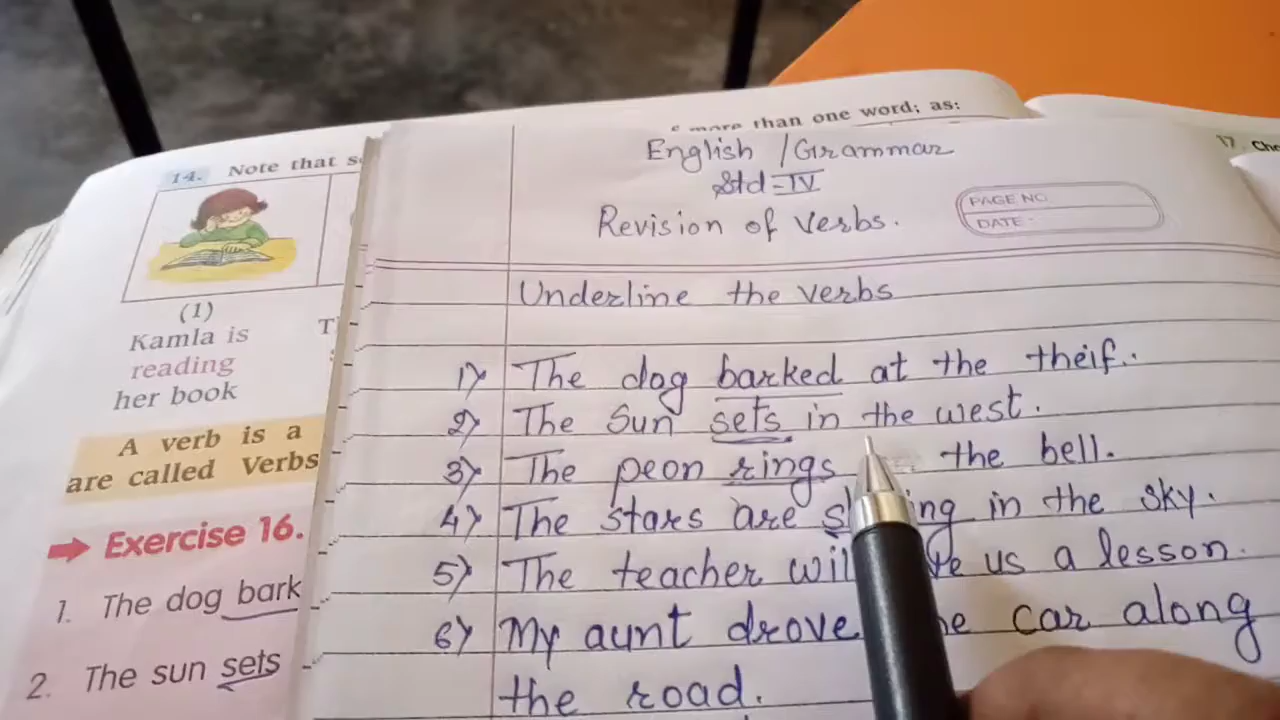 more than one word; as:
14. Note that s
17. Cho
English / Grammar
Std = IV
PAGE NO
DATE:
Revision of Verbs.
Underline the verbs
(1)
Kamla is
reading
her book
A verb is a
are called Verbs
Exercise 16.
1. The dog bark
2. The sun sets
1) The dog barked at the theif.
2) The Sun sets in the west.
3) The peon rings the bell.
4) The stars are in the sky.
5) The teacher us a lesson.
6) My aunt drove car along
the road.